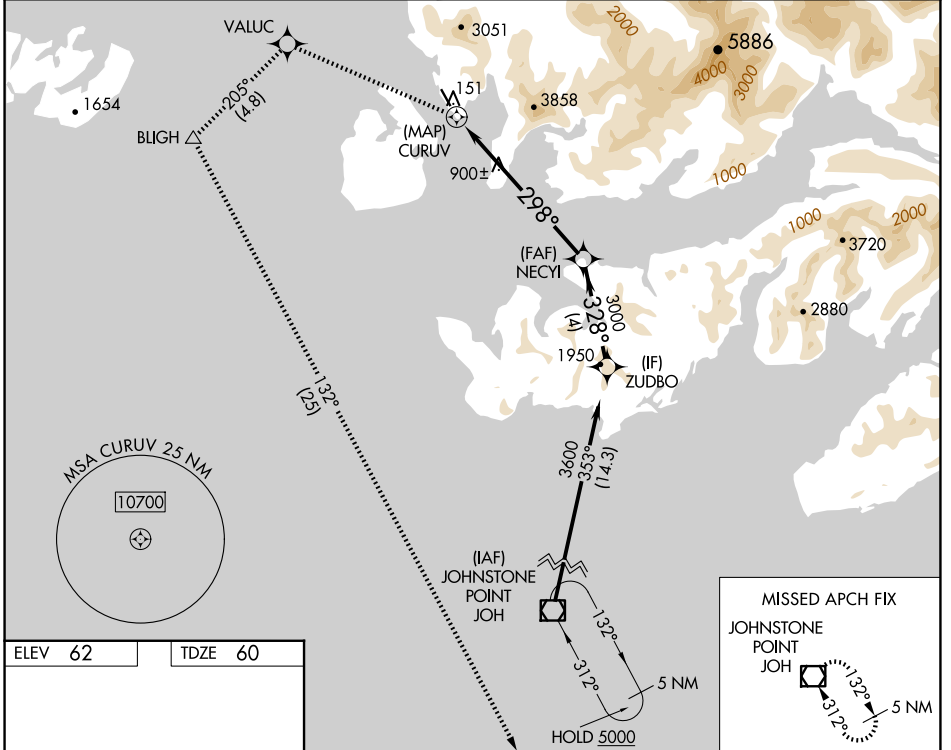 VALUC
3051
2000
5886
4000
3000
1654
205°
(4.8)
151
3858
BLIGH
(MAP)
CURUV
900±
1000
298°
1000
2000
(FAF)
NECYI
3720
328°
3000
(4)
2880
1950
(IF)
ZUDBO
132°
(25)
3600
353°
(14.3)
MSA CURUV 25 NM
10700
(IAF)
JOHNSTONE
POINT
JOH
132°
312°
5 NM
HOLD 5000
MISSED APCH FIX
JOHNSTONE
POINT
JOH
132°
312°
5 NM
ELEV 62
TDZE 60